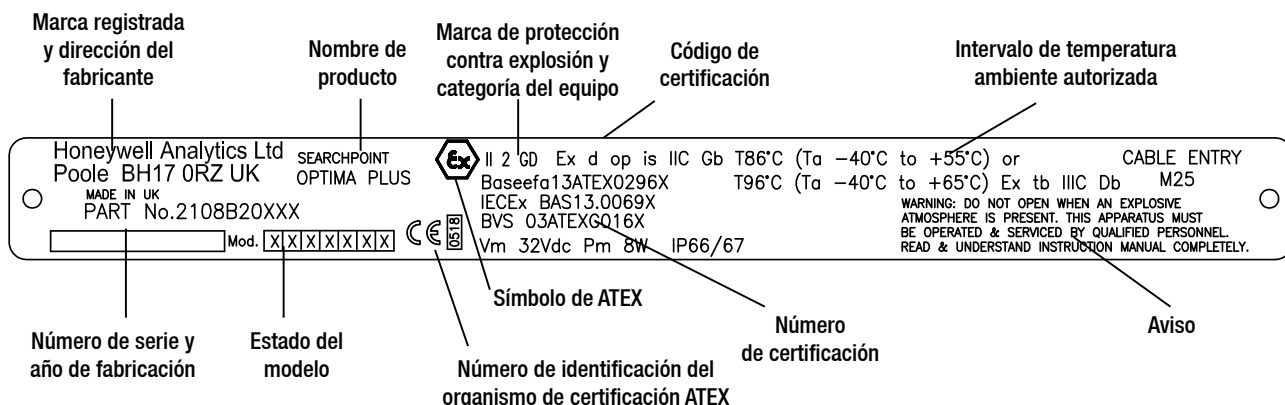 Marca registrada
y dirección del
fabricante
Nombre de
producto
Marca de protección
contra explosión y
categoría del equipo
Código de
certificación
Intervalo de temperatura
ambiente autorizada
Honeywell Analytics Ltd
Poole BH17 0RZ UK
MADE IN UK
PART No.2108B20XXX
Mod. X X X X X X X
SEARCHPOINT
OPTIMA PLUS
Ex
CE 0518
II 2 GD Ex d op is IIC Gb T86°C (Ta -40°C to +55°C) or
Baseefa13ATEX0296X T96°C (Ta -40°C to +65°C) Ex tb IIIC Db
IECEx BAS13.0069X
BVS 03ATEXG016X
Vm 32Vdc Pm 8W IP66/67
CABLE ENTRY
M25
WARNING: DO NOT OPEN WHEN AN EXPLOSIVE
ATMOSPHERE IS PRESENT. THIS APPARATUS MUST
BE OPERATED & SERVICED BY QUALIFIED PERSONNEL.
READ & UNDERSTAND INSTRUCTION MANUAL COMPLETELY.
Número de serie y
año de fabricación
Estado del
modelo
Símbolo de ATEX
Número de identificación del
organismo de certificación ATEX
Número
de certificación
Aviso